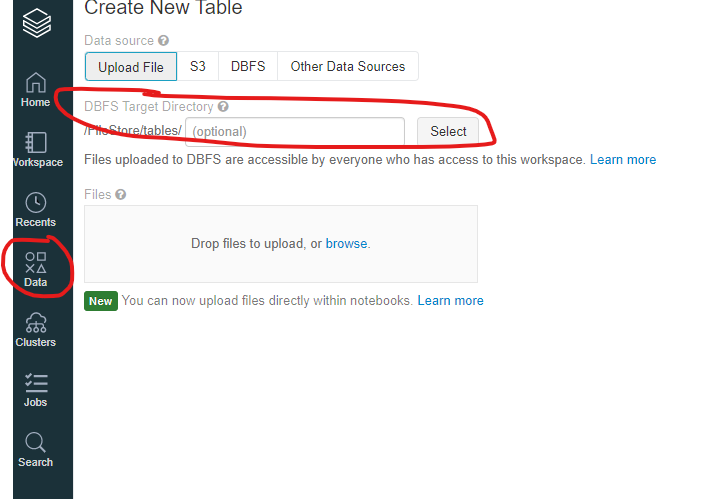 Create New Table
Data source
Upload File S3 DBFS Other Data Sources
DBFS Target Directory
/FileStore/tables/ (optional) Select
Files uploaded to DBFS are accessible by everyone who has access to this workspace. Learn more
Files
Drop files to upload, or browse.
New You can now upload files directly within notebooks. Learn more
Home
Workspace
Recents
Data
Clusters
Jobs
Search